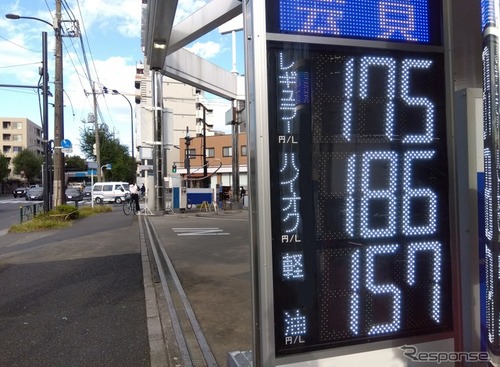 レギュラー 175
円/L
ハイオク 186
円/L
軽油 157
円/L
Response.